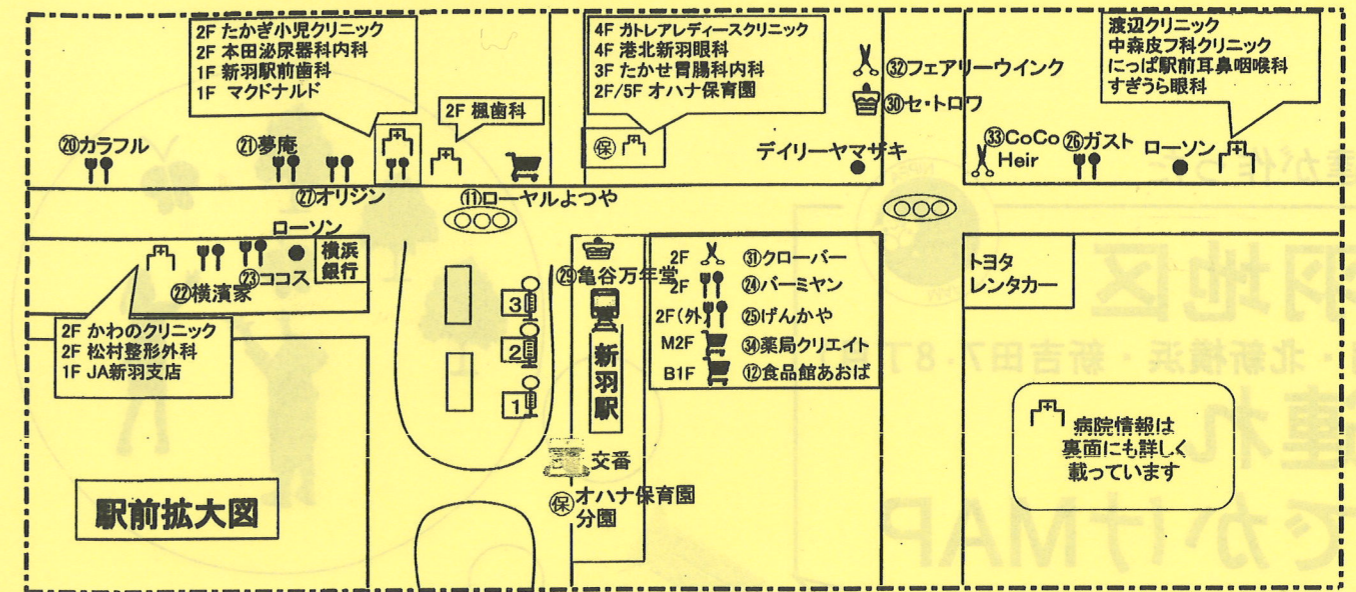 2F たかぎ小児クリニック
2F 本田泌尿器科内科
1F 新羽駅前歯科
1F マクドナルド
2F 楓歯科
4F カトレアレディースクリニック
4F 港北新羽眼科
3F たかせ胃腸科内科
2F/5F オハナ保育園
㉜フェアリーウインク
㉚セ・トロワ
渡辺クリニック
中森皮フ科クリニック
にっぱ駅前耳鼻咽喉科
すぎうら眼科
⑳カラフル
㉑夢庵
保
デイリーヤマザキ
㉝CoCo
Heir
㉖ガスト
ローソン
㉗オリジン
⑪ローヤルよつや
ローソン
横浜
銀行
㉒横濱家
㉓ココス
2F かわのクリニック
2F 松村整形外科
1F JA新羽支店
㉙亀谷万年堂
新羽駅
3
2
1
2F ㉛クローバー
2F ㉔バーミヤン
2F(外) ㉕げんかや
M2F ㉞薬局クリエイト
B1F ⑫食品館あおば
トヨタ
レンタカー
交番
保 オハナ保育園
分園
病院情報は
裏面にも詳しく
載っています
駅前拡大図